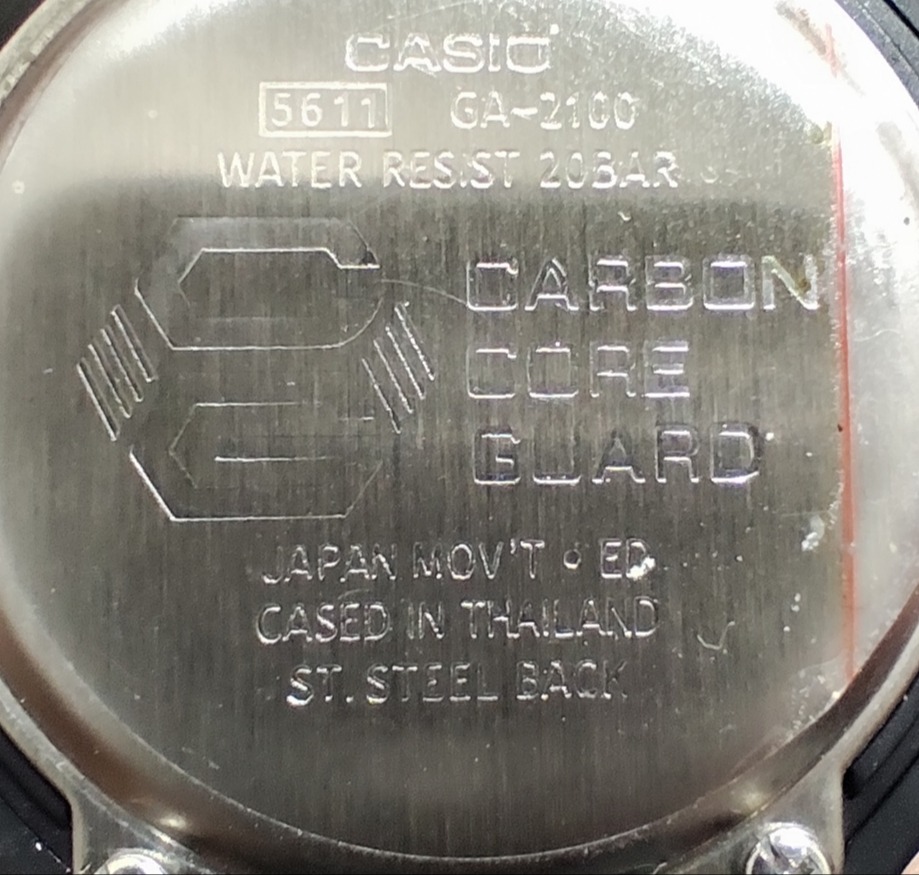 CASIO
5611 GA-2100
WATER RESIST 20BAR
CARBON
CORE
GUARD
JAPAN MOV'T • ED
CASED IN THAILAND
ST. STEEL BACK